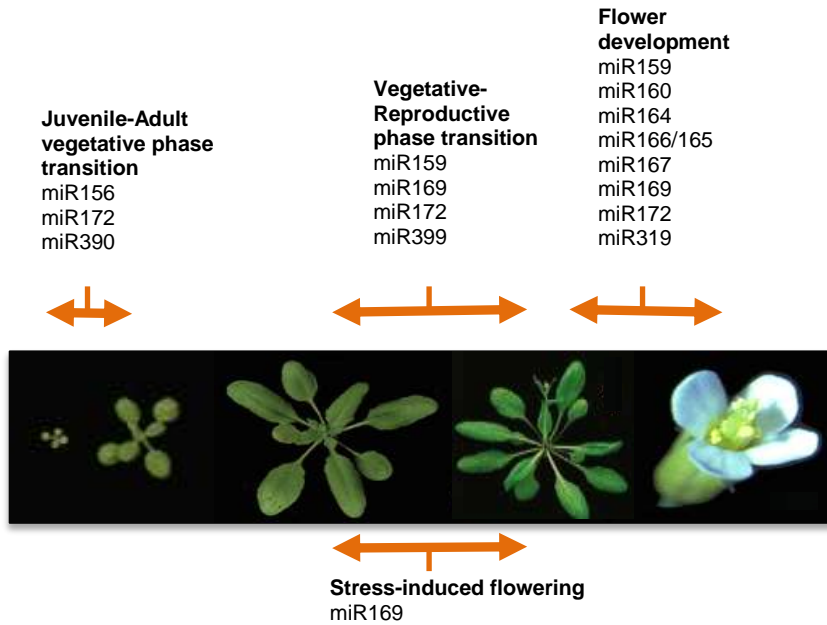 Juvenile-Adult
vegetative phase
transition
miR156
miR172
miR390
Vegetative-
Reproductive
phase transition
miR159
miR169
miR172
miR399
Flower
development
miR159
miR160
miR164
miR166/165
miR167
miR169
miR172
miR319
Stress-induced flowering
miR169